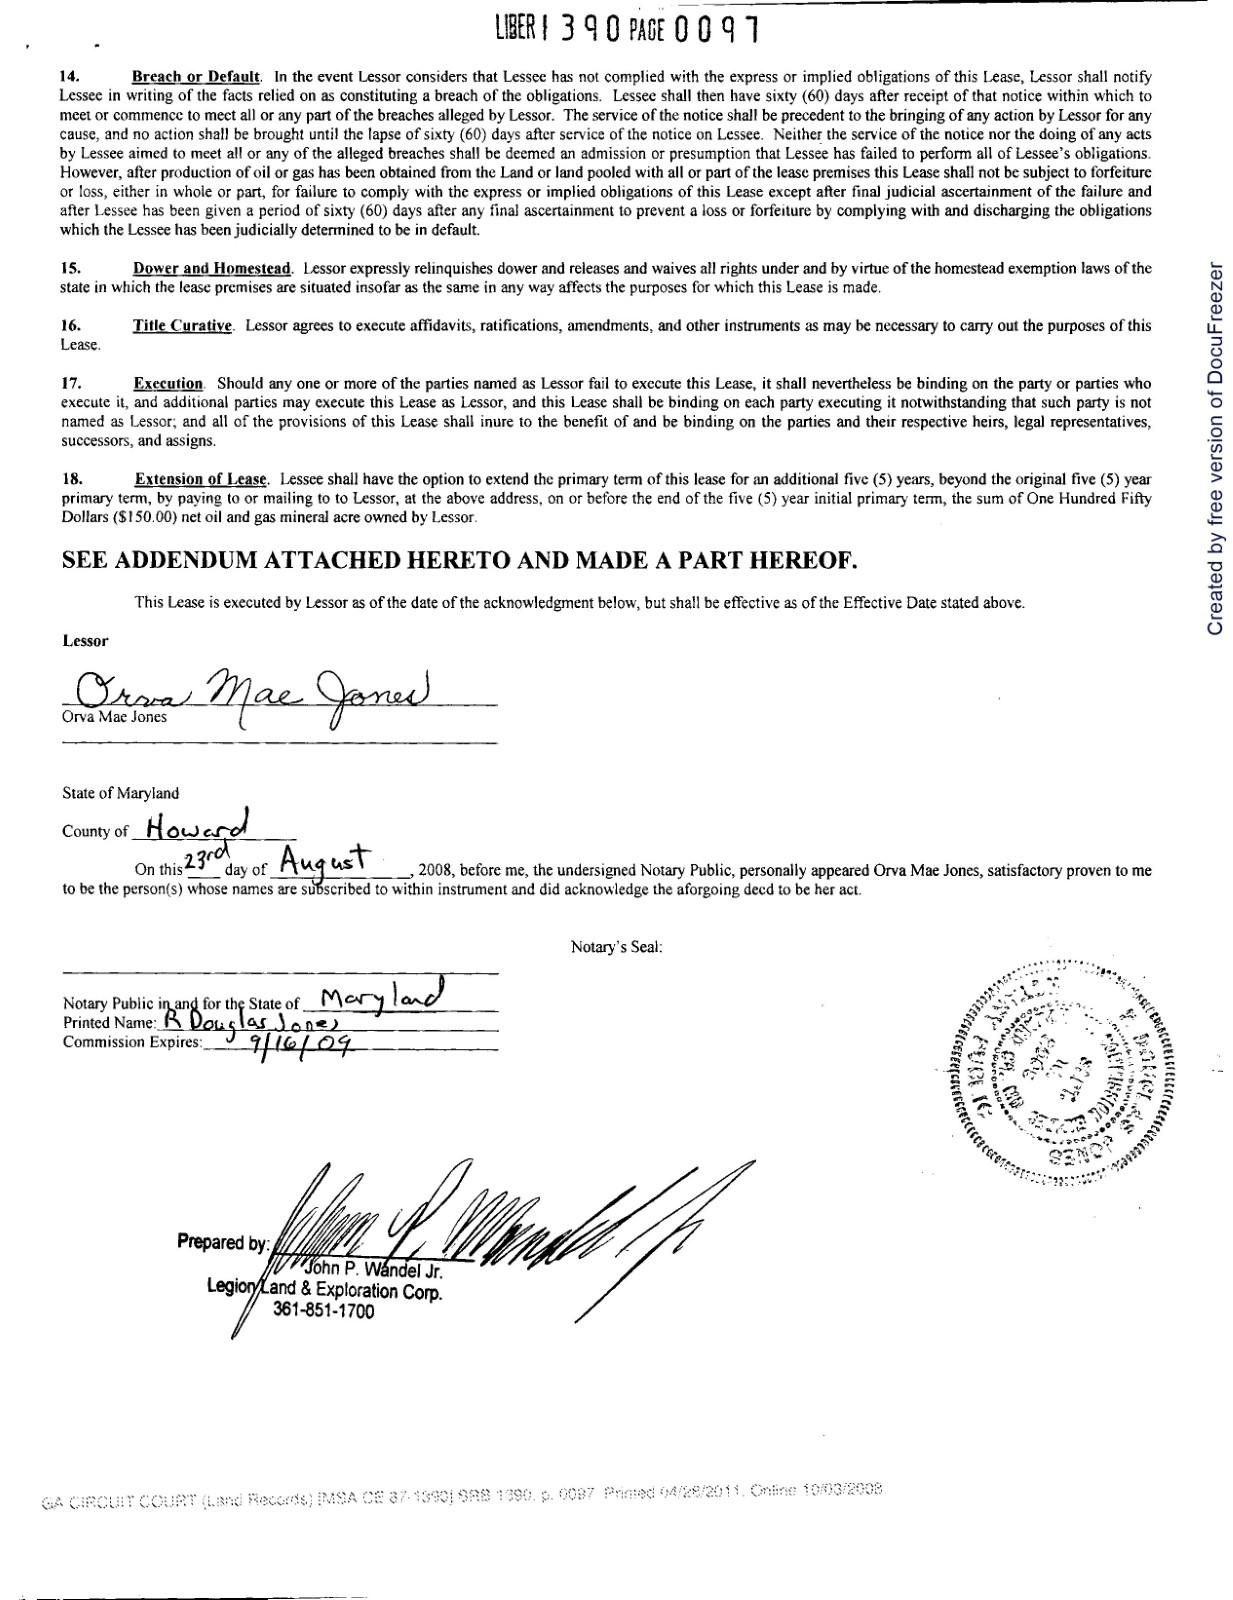 LIBER 1390 PAGE 0097
14. Breach or Default. In the event Lessor considers that Lessee has not complied with the express or implied obligations of this Lease, Lessor shall notify
Lessee in writing of the facts relied on as constituting a breach of the obligations. Lessee shall then have sixty (60) days after receipt of that notice within which to
meet or commence to meet all or any part of the breaches alleged by Lessor. The service of the notice shall be precedent to the bringing of any action by Lessor for any
cause, and no action shall be brought until the lapse of sixty (60) days after service of the notice on Lessee. Neither the service of the notice nor the doing of any acts
by Lessee aimed to meet all or any of the alleged breaches shall be deemed an admission or presumption that Lessee has failed to perform all of Lessee's obligations.
However, after production of oil or gas has been obtained from the Land or land pooled with all or part of the lease premises this Lease shall not be subject to forfeiture
or loss, either in whole or part, for failure to comply with the express or implied obligations of this Lease except after final judicial ascertainment of the failure and
after Lessee has been given a period of sixty (60) days after any final ascertainment to prevent a loss or forfeiture by complying with and discharging the obligations
which the Lessee has been judicially determined to be in default.
15. Dower and Homestead. Lessor expressly relinquishes dower and releases and waives all rights under and by virtue of the homestead exemption laws of the
state in which the lease premises are situated insofar as the same in any way affects the purposes for which this Lease is made.
16. Title Curative. Lessor agrees to execute affidavits, ratifications, amendments, and other instruments as may be necessary to carry out the purposes of this
Lease.
17. Execution. Should any one or more of the parties named as Lessor fail to execute this Lease, it shall nevertheless be binding on the party or parties who
execute it, and additional parties may execute this Lease as Lessor, and this Lease shall be binding on each party executing it notwithstanding that such party is not
named as Lessor; and all of the provisions of this Lease shall inure to the benefit of and be binding on the parties and their respective heirs, legal representatives,
successors, and assigns.
18. Extension of Lease. Lessee shall have the option to extend the primary term of this lease for an additional five (5) years, beyond the original five (5) year
primary term, by paying to or mailing to to Lessor, at the above address, on or before the end of the five (5) year initial primary term, the sum of One Hundred Fifty
Dollars ($150.00) net oil and gas mineral acre owned by Lessor.
SEE ADDENDUM ATTACHED HERETO AND MADE A PART HEREOF.
This Lease is executed by Lessor as of the date of the acknowledgment below, but shall be effective as of the Effective Date stated above.
Lessor
Orva Mae Jones
Orva Mae Jones
State of Maryland
County of Howard
On this 23rd day of August, 2008, before me, the undersigned Notary Public, personally appeared Orva Mae Jones, satisfactory proven to me
to be the person(s) whose names are subscribed to within instrument and did acknowledge the aforgoing deed to be her act.
Notary's Seal:
Notary Public in and for the State of Maryland
Printed Name: R Douglas Jones
Commission Expires: 9/16/09
R. DOUGLAS JONES
NOTARY PUBLIC
Prepared by: John P. Wandel Jr
John P. Wandel Jr.
Legion Land & Exploration Corp.
361-851-1700
GA CIRCUIT COURT (Land Records) [MSA CE 87-1390] SRB 1390, p. 0097. Printed 04/28/2011. Online 10/03/2008.
Created by free version of DocuFreezer